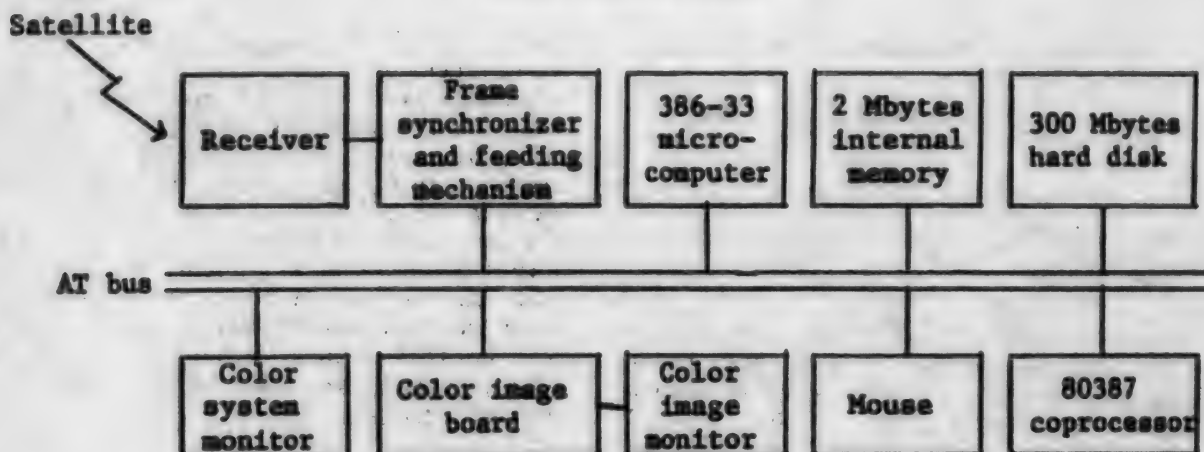 Satellite
Receiver
Frame
synchronizer
and feeding
mechanism
386-33
micro-
computer
2 Mbytes
internal
memory
300 Mbytes
hard disk
AT bus
Color
system
monitor
Color image
board
Color
image
monitor
Mouse
80387
coprocessor